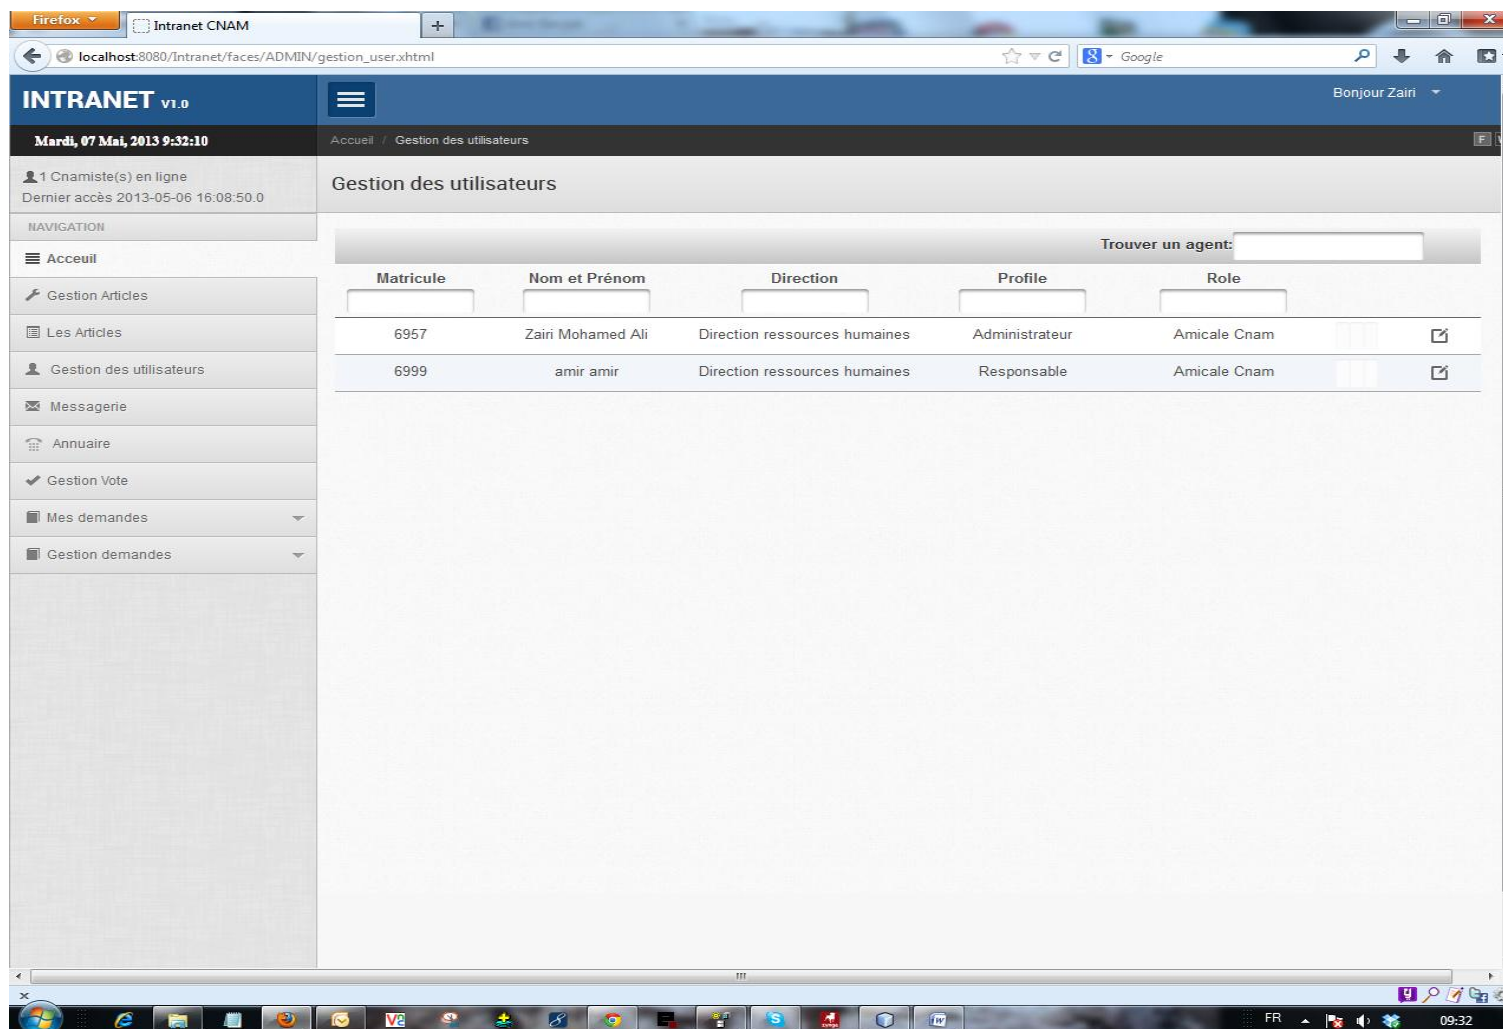 Firefox
Intranet CNAM
localhost:8080/Intranet/faces/ADMIN/gestion_user.xhtml
Google
INTRANET V1.0
Bonjour Zairi
Mardi, 07 Mai, 2013 9:32:10
Accueil / Gestion des utilisateurs
F
1 Cnamiste(s) en ligne
Dernier accès 2013-05-06 16:08:50.0
Gestion des utilisateurs
NAVIGATION
Acceuil
Gestion Articles
Les Articles
Gestion des utilisateurs
Messagerie
Annuaire
Gestion Vote
Mes demandes
Gestion demandes
Trouver un agent:
Matricule Nom et Prénom Direction Profile Role
6957 Zairi Mohamed Ali Direction ressources humaines Administrateur Amicale Cnam
6999 amir amir Direction ressources humaines Responsable Amicale Cnam
FR 09:32